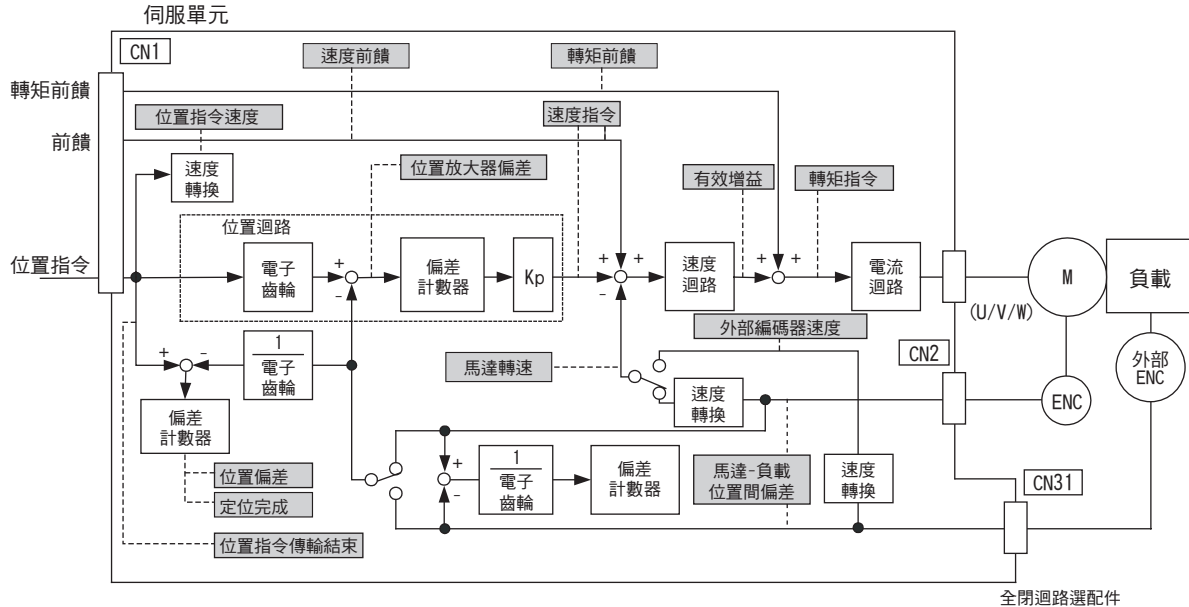 伺服單元
CN1
速度前饋
轉矩前饋
轉矩前饋
位置指令速度
速度指令
前饋
速度
轉換
位置放大器偏差
有效增益
轉矩指令
位置迴路
位置指令
電子
齒輪
+
-
偏差
計數器
Kp
+
+
-
速度
迴路
+
+
電流
迴路
M
負載
(U/V/W)
外部編碼器速度
+
-
1
電子
齒輪
馬達轉速
CN2
外部
ENC
速度
轉換
ENC
偏差
計數器
位置偏差
定位完成
+
-
1
電子
齒輪
偏差
計數器
馬達-負載
位置間偏差
速度
轉換
CN31
位置指令傳輸結束
全閉迴路選配件